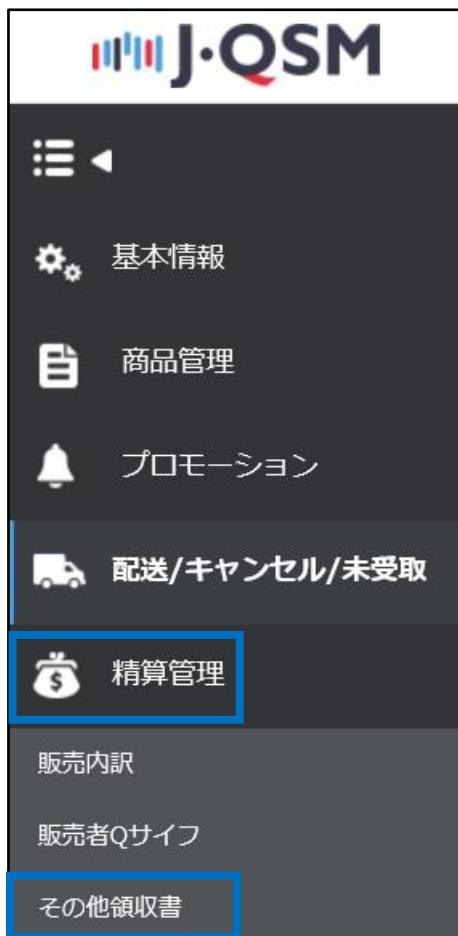 J·QSM
基本情報
商品管理
プロモーション
配送/キャンセル/未受取
精算管理
販売内訳
販売者Qサイフ
その他領収書